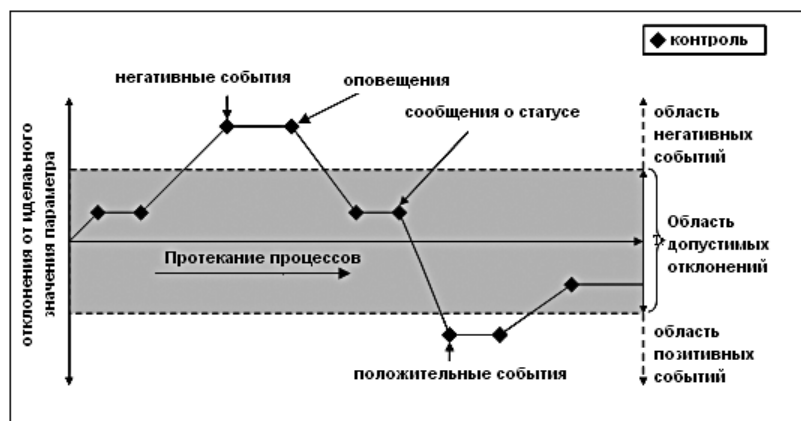 контроль
негативные события
оповещения
сообщения о статусе
область
негативных
событий
отклонения от идеального
значения параметра
Область
допустимых
отклонений
Протекание процессов
область
позитивных
событий
положительные события